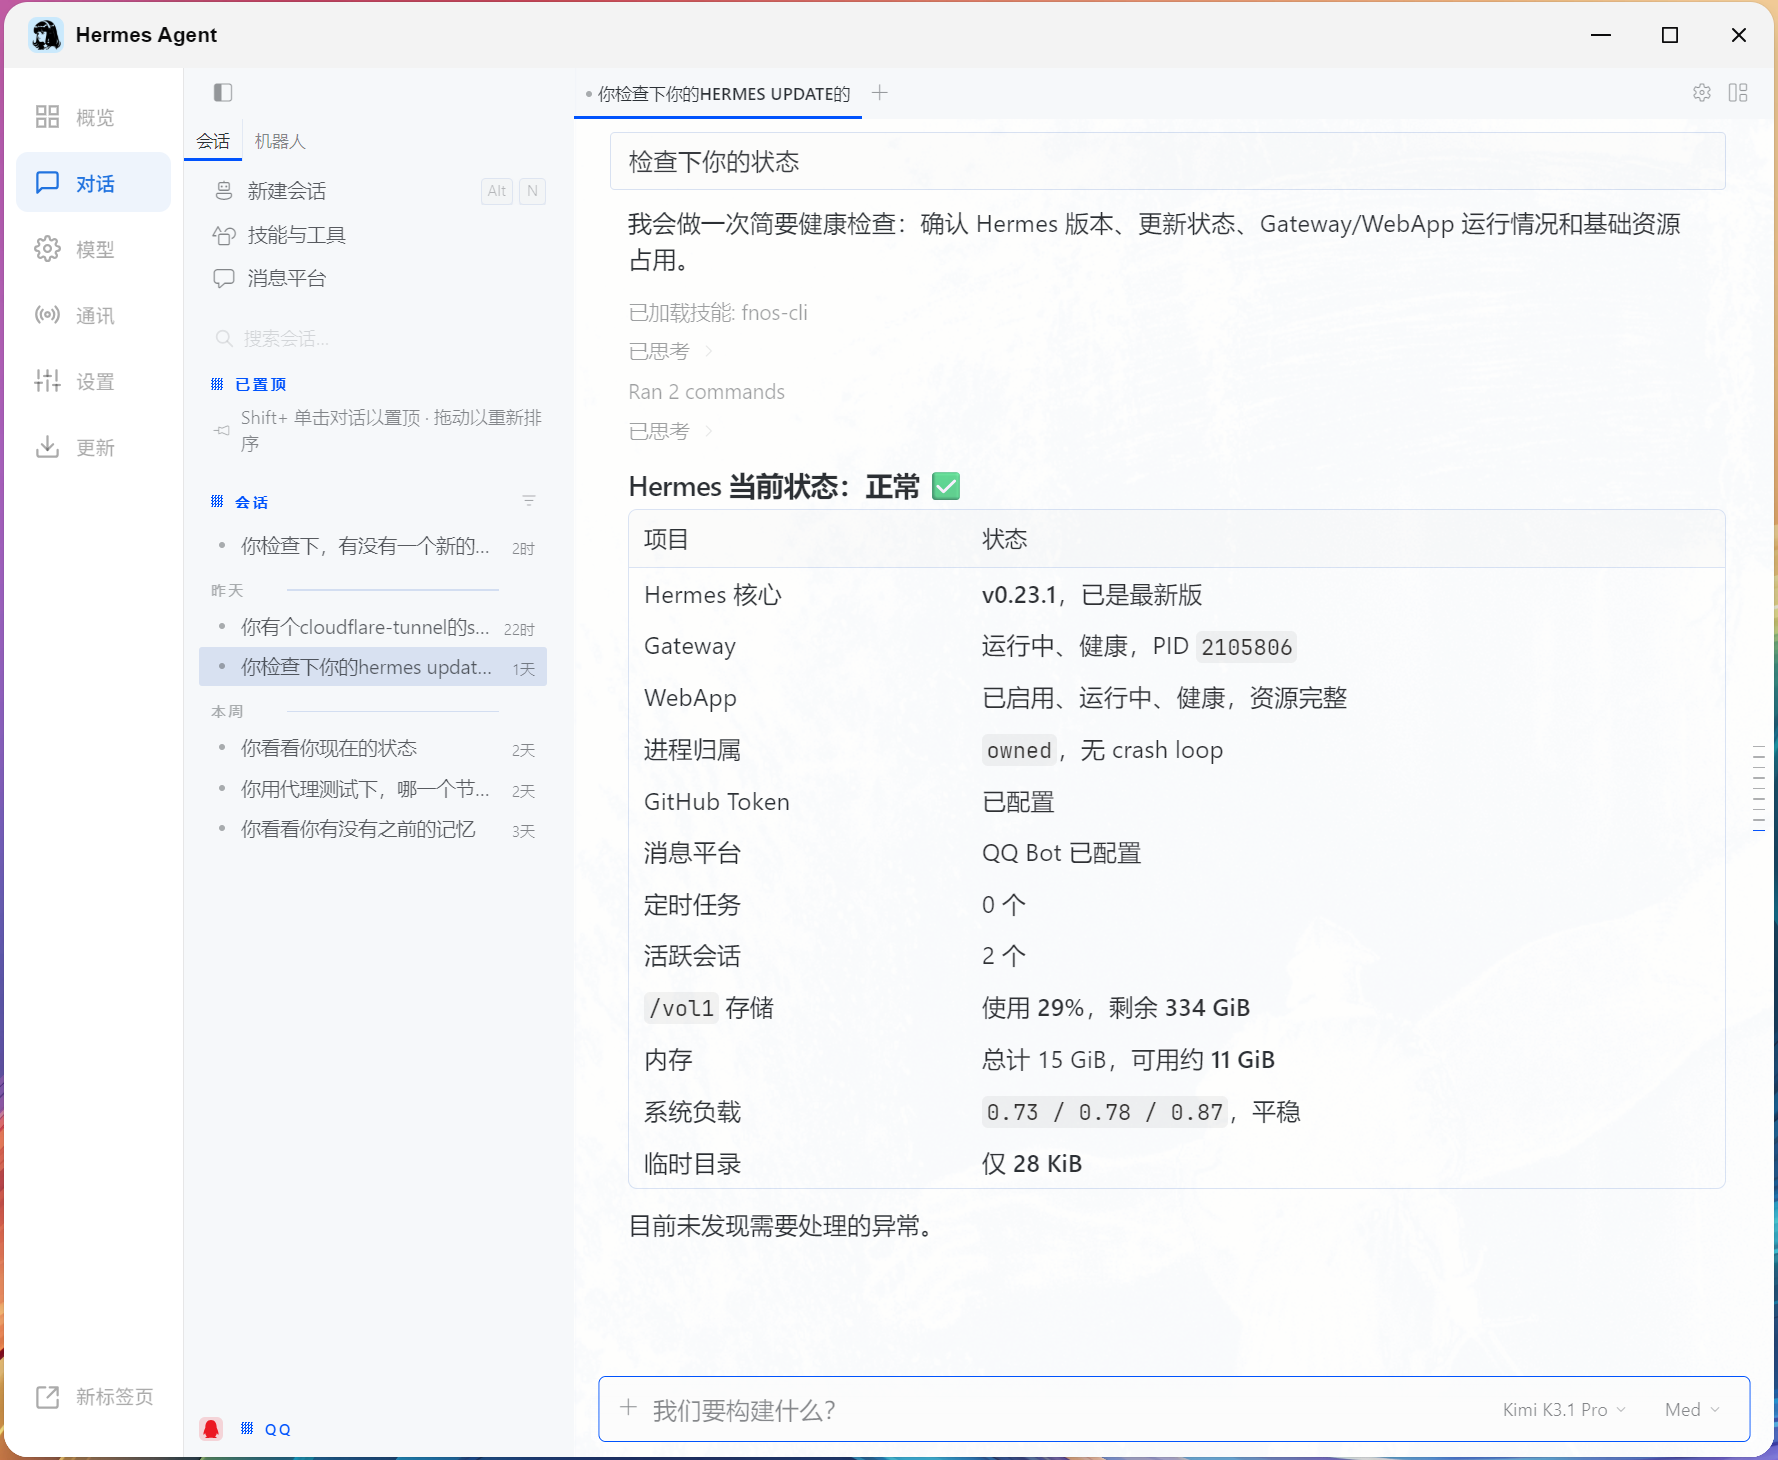 Hermes Agent
概览
对话
模型
通讯
设置
更新
新标签页
会话 机器人
新建会话 Alt N
技能与工具
消息平台
搜索会话...
已置顶
Shift+ 单击对话以置顶 · 拖动以重新排
序
会话
你检查下，有没有一个新的... 2时
昨天
你有个cloudflare-tunnel的s... 22时
你检查下你的hermes updat... 1天
本周
你看看你现在的状态 2天
你用代理测试下，哪一个节... 2天
你看看你有没有之前的记忆 3天
QQ
你检查下你的HERMES UPDATE的
检查下你的状态
我会做一次简要健康检查：确认 Hermes 版本、更新状态、Gateway/WebApp 运行情况和基础资源
占用。
已加载技能: fnos-cli
已思考
Ran 2 commands
已思考
Hermes 当前状态：正常 ✅
项目 状态
Hermes 核心 v0.23.1，已是最新版
Gateway 运行中、健康，PID 2105806
WebApp 已启用、运行中、健康，资源完整
进程归属 owned，无 crash loop
GitHub Token 已配置
消息平台 QQ Bot 已配置
定时任务 0 个
活跃会话 2 个
/vol1 存储 使用 29%，剩余 334 GiB
内存 总计 15 GiB，可用约 11 GiB
系统负载 0.73 / 0.78 / 0.87，平稳
临时目录 仅 28 KiB
目前未发现需要处理的异常。
我们要构建什么？ Kimi K3.1 Pro Med